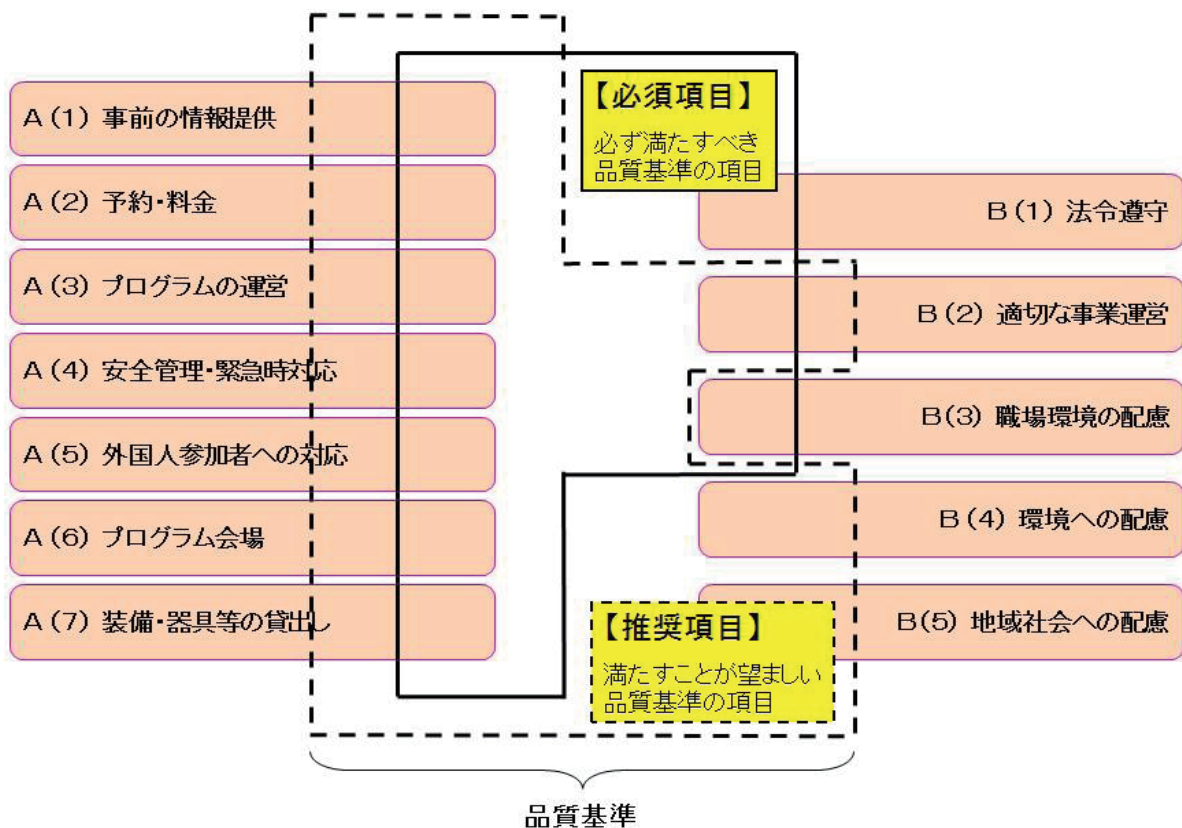 A(1) 事前の情報提供
A(2) 予約・料金
A(3) プログラムの運営
A(4) 安全管理・緊急時対応
A(5) 外国人参加者への対応
A(6) プログラム会場
A(7) 装備・器具等の貸出し
【必須項目】
必ず満たすべき
品質基準の項目
B(1) 法令遵守
B(2) 適切な事業運営
B(3) 職場環境の配慮
B(4) 環境への配慮
B(5) 地域社会への配慮
【推奨項目】
満たすことが望ましい
品質基準の項目
品質基準